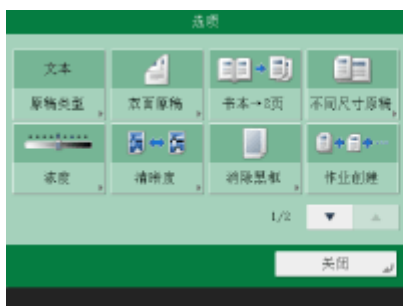 选项
文本
原稿类型
双面原稿
书本→2页
不同尺寸原稿
浓度
清晰度
消除黑框
作业创建
1/2
关闭